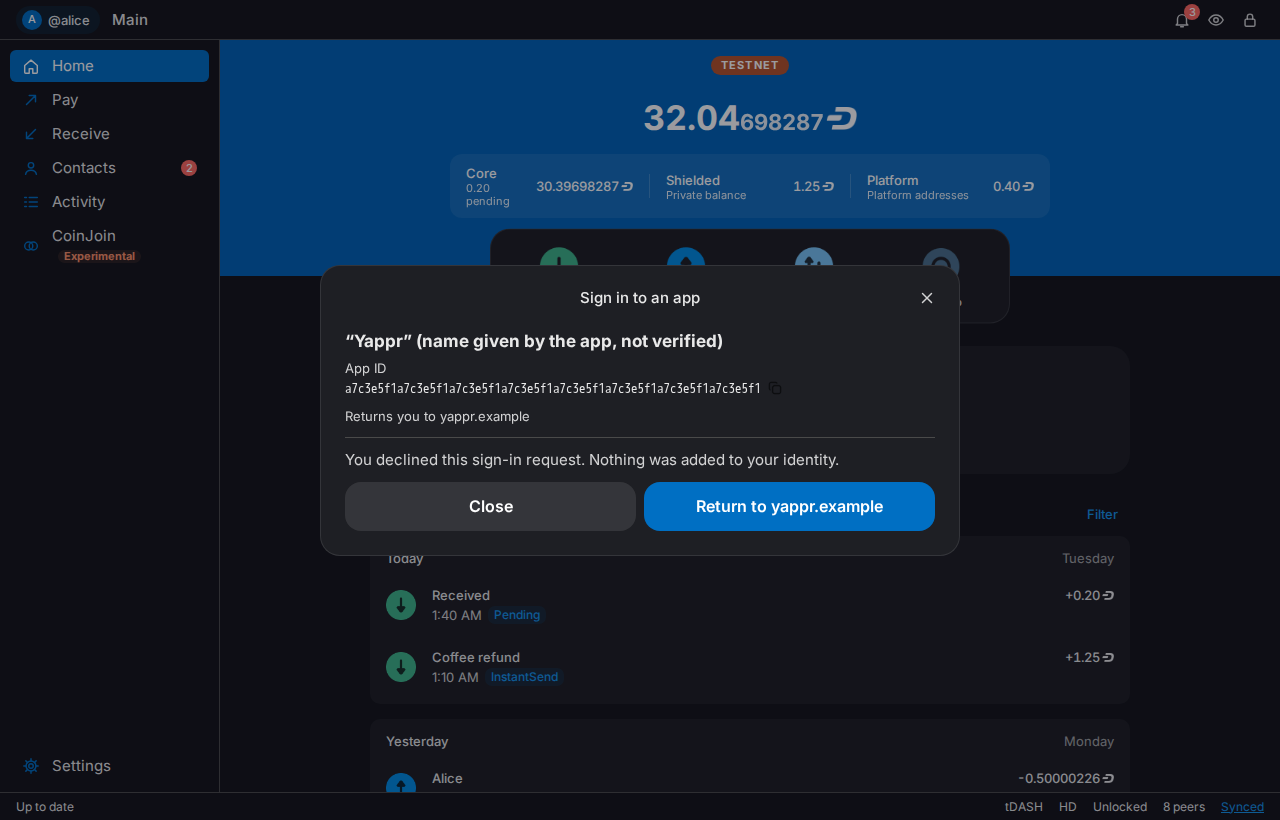 A @alice Main 3
Home
Pay
Receive
Contacts 2
Activity
CoinJoin
Experimental
Settings
TESTNET
32.04698287
Core
0.20 pending
30.39698287
Shielded
Private balance
1.25
Platform
Platform addresses
0.40
Sign in to an app
“Yappr” (name given by the app, not verified)
App ID
a7c3e5f1a7c3e5f1a7c3e5f1a7c3e5f1a7c3e5f1a7c3e5f1a7c3e5f1a7c3e5f1
Returns you to yappr.example
You declined this sign-in request. Nothing was added to your identity.
Close Return to yappr.example
Filter
Today Tuesday
Received +0.20
1:40 AM Pending
Coffee refund +1.25
1:10 AM InstantSend
Yesterday Monday
Alice -0.50000226
Up to date tDASH HD Unlocked 8 peers Synced